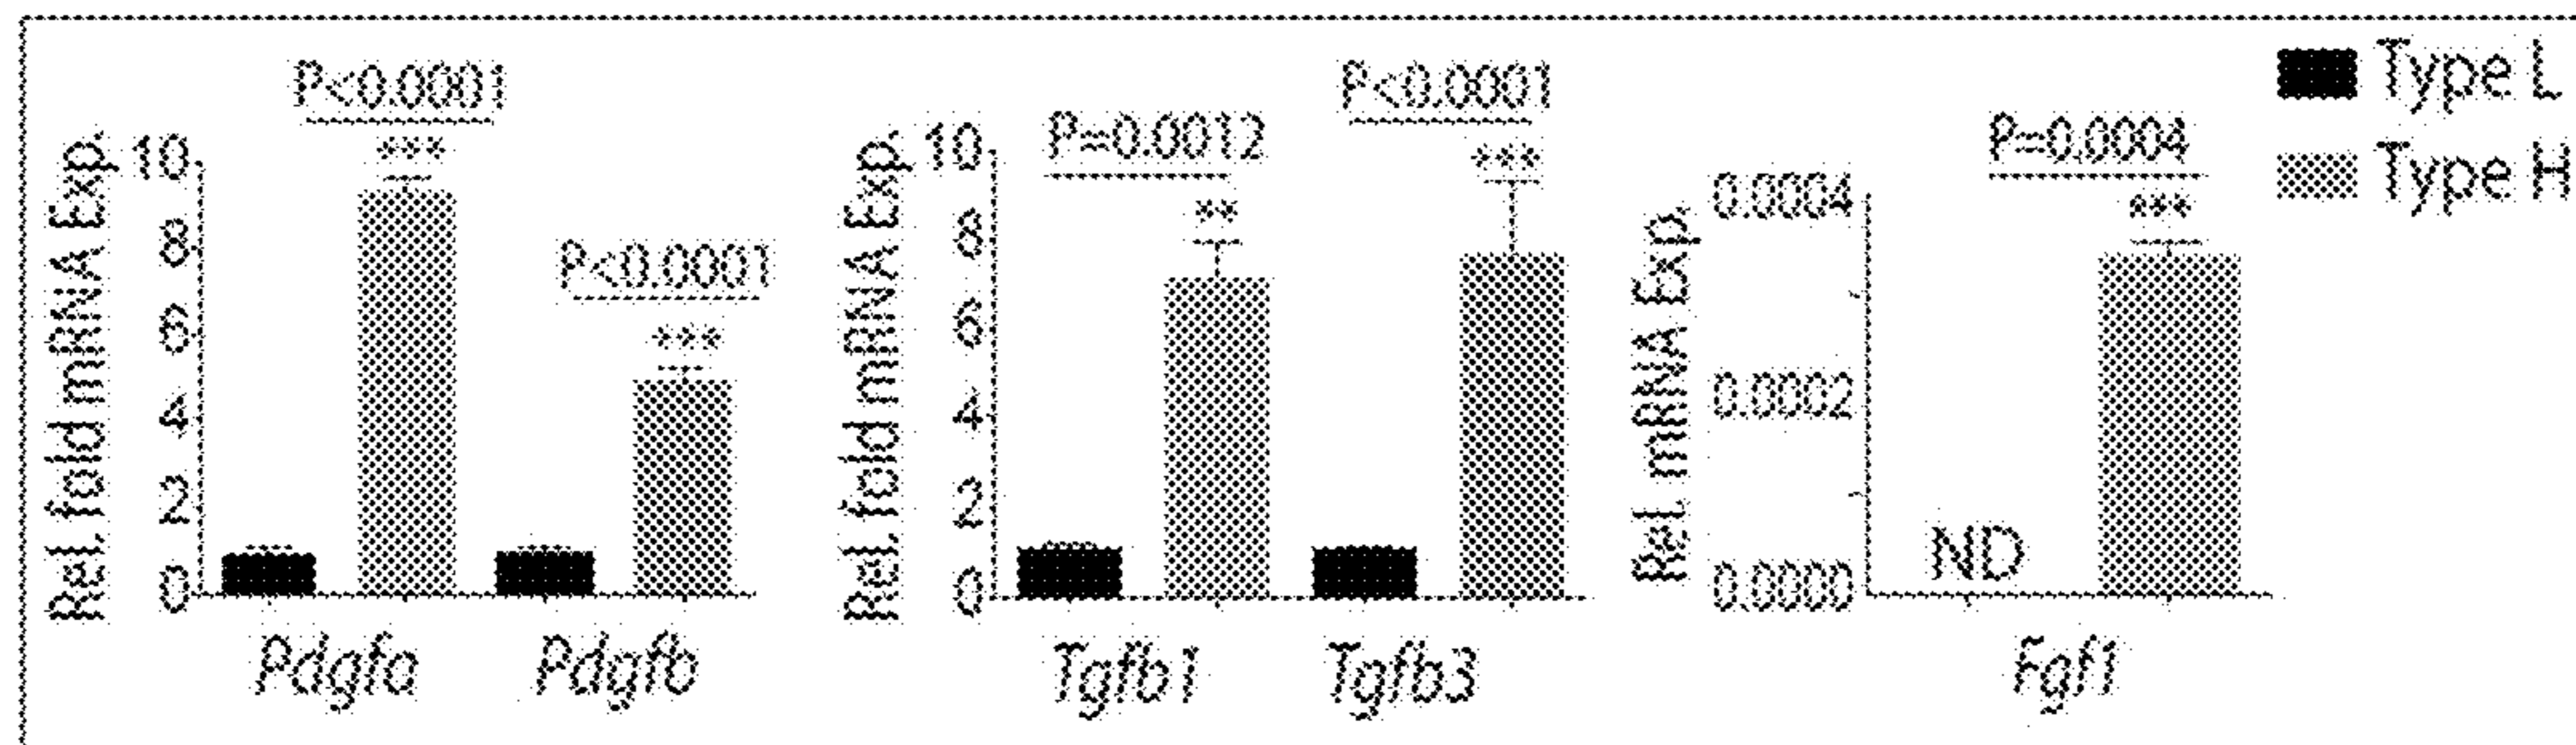 Type L
Type H
P<0.0001
***
P<0.0001
***
Rel. fold mRNA Exp.
10
8
6
4
2
0
Pdgfa
Pdgfb
P=0.0012
**
P<0.0001
***
Rel. fold mRNA Exp.
10
8
6
4
2
0
Tgfb1
Tgfb3
P=0.0004
***
Rel. mRNA Exp.
0.0004
0.0002
0.0000
ND
Fgf1